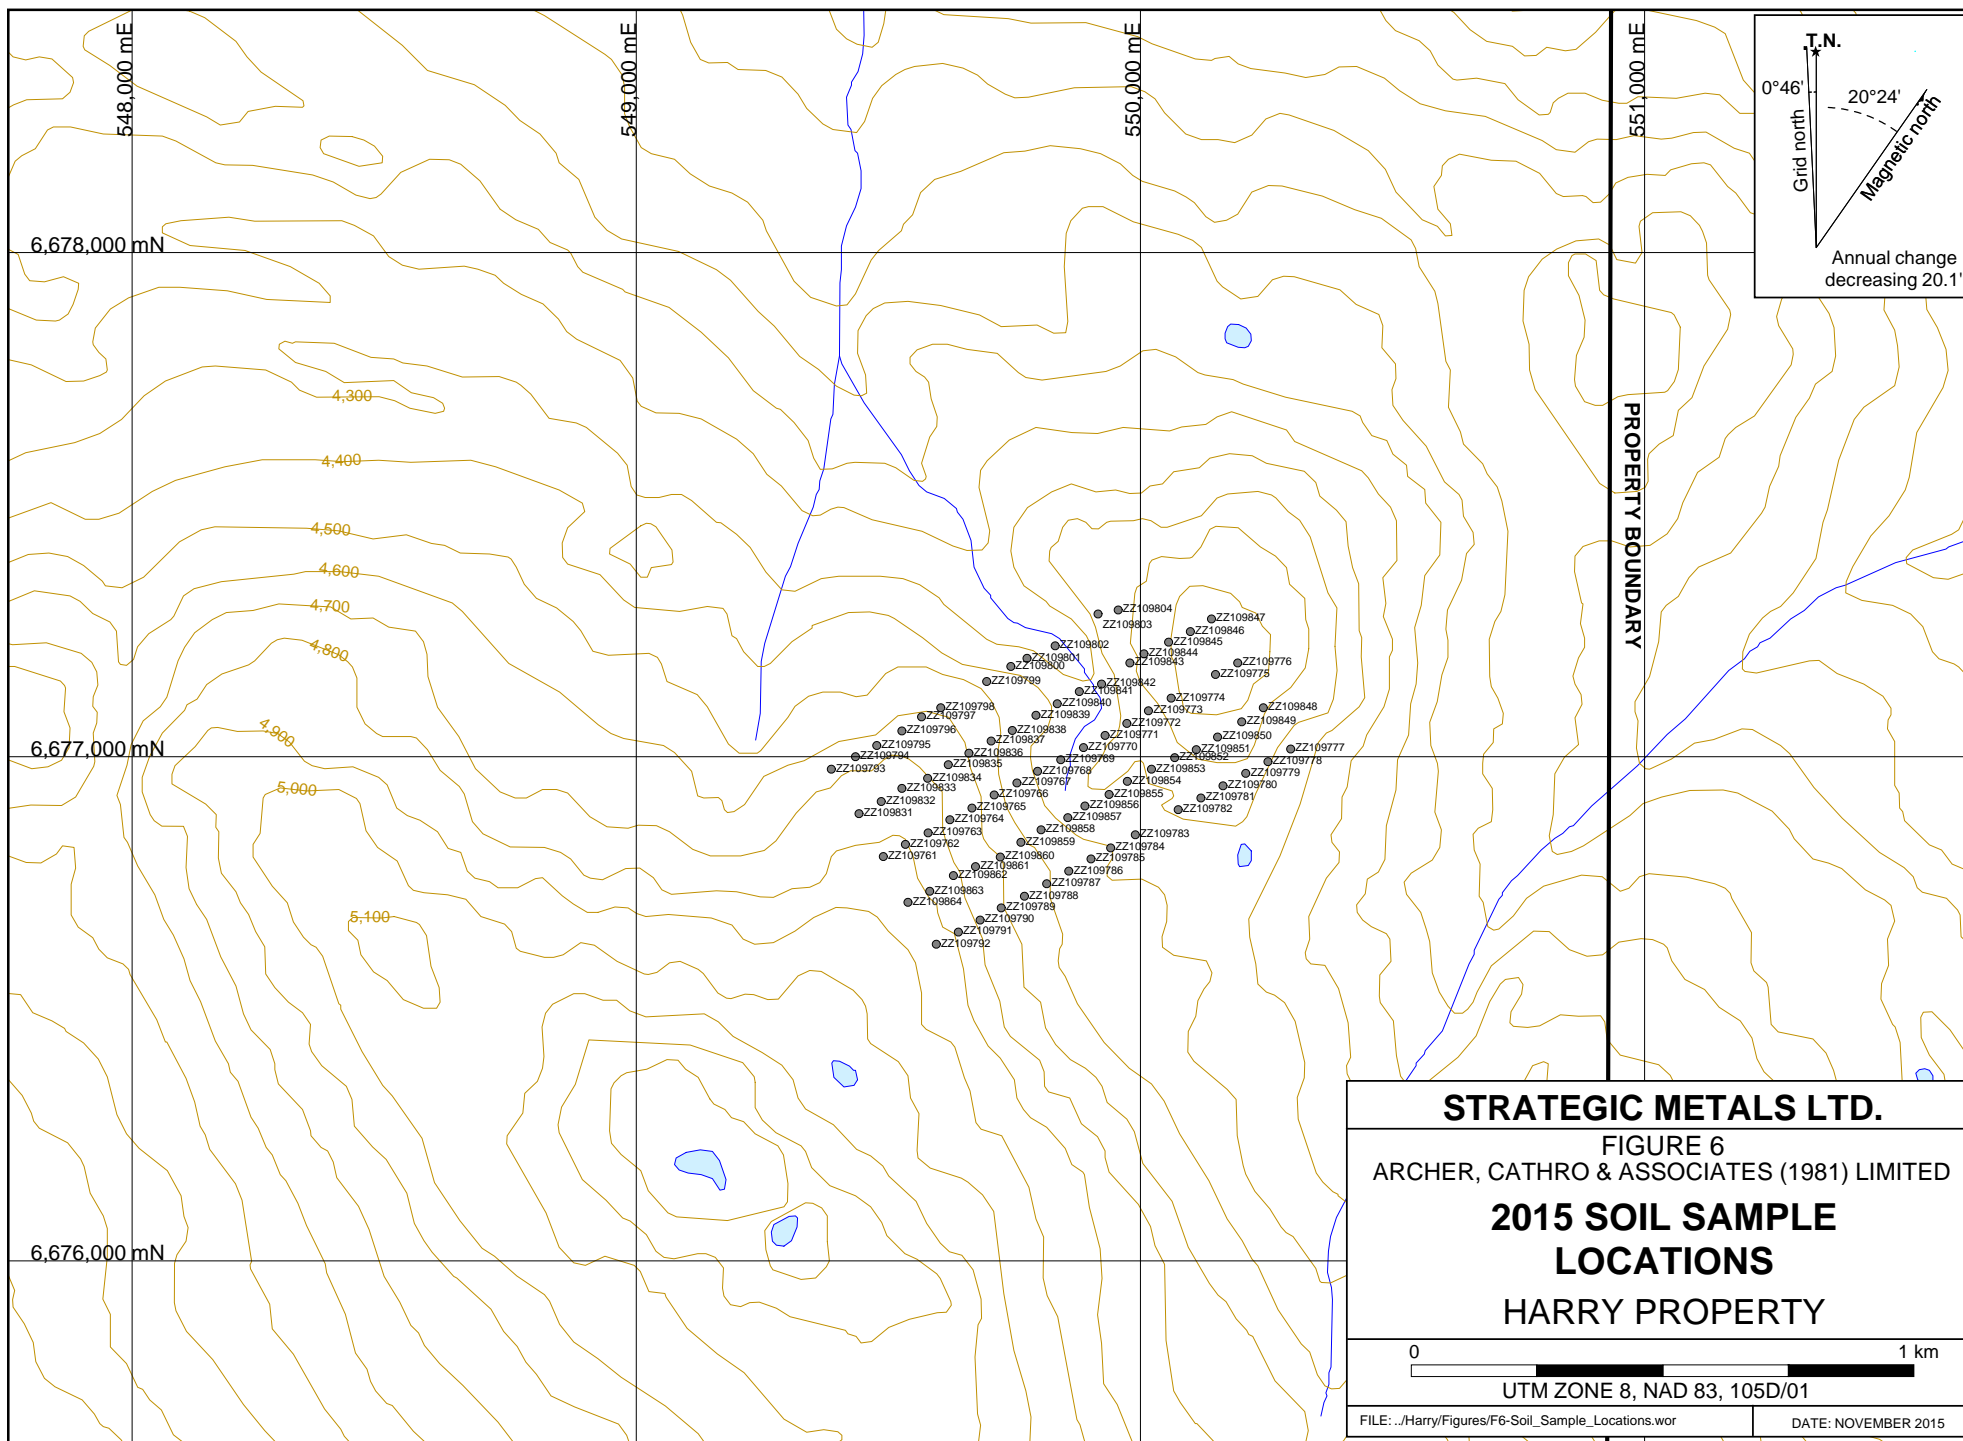 548,000 mE
549,000 mE
550,000 mE
551,000 mE
T.N.
0°46'
20°24'
Grid north
Magnetic north
Annual change
decreasing 20.1'
6,678,000 mN
6,677,000 mN
6,676,000 mN
PROPERTY BOUNDARY
4,300
4,400
4,500
4,600
4,700
4,800
4,900
5,000
5,100
ZZ109804
ZZ109803
ZZ109847
ZZ109846
ZZ109845
ZZ109844
ZZ109843
ZZ109802
ZZ109801
ZZ109800
ZZ109799
ZZ109776
ZZ109775
ZZ109842
ZZ109841
ZZ109840
ZZ109839
ZZ109838
ZZ109837
ZZ109836
ZZ109835
ZZ109834
ZZ109833
ZZ109832
ZZ109831
ZZ109798
ZZ109797
ZZ109796
ZZ109795
ZZ109794
ZZ109793
ZZ109774
ZZ109773
ZZ109772
ZZ109771
ZZ109770
ZZ109769
ZZ109768
ZZ109767
ZZ109766
ZZ109765
ZZ109764
ZZ109763
ZZ109762
ZZ109761
ZZ109848
ZZ109849
ZZ109850
ZZ109851
ZZ109852
ZZ109853
ZZ109854
ZZ109855
ZZ109856
ZZ109857
ZZ109858
ZZ109859
ZZ109860
ZZ109861
ZZ109862
ZZ109863
ZZ109864
ZZ109777
ZZ109778
ZZ109779
ZZ109780
ZZ109781
ZZ109782
ZZ109783
ZZ109784
ZZ109785
ZZ109786
ZZ109787
ZZ109788
ZZ109789
ZZ109790
ZZ109791
ZZ109792
STRATEGIC METALS LTD.
FIGURE 6
ARCHER, CATHRO & ASSOCIATES (1981) LIMITED
2015 SOIL SAMPLE
LOCATIONS
HARRY PROPERTY
0 1 km
UTM ZONE 8, NAD 83, 105D/01
FILE: ../Harry/Figures/F6-Soil_Sample_Locations.wor
DATE: NOVEMBER 2015